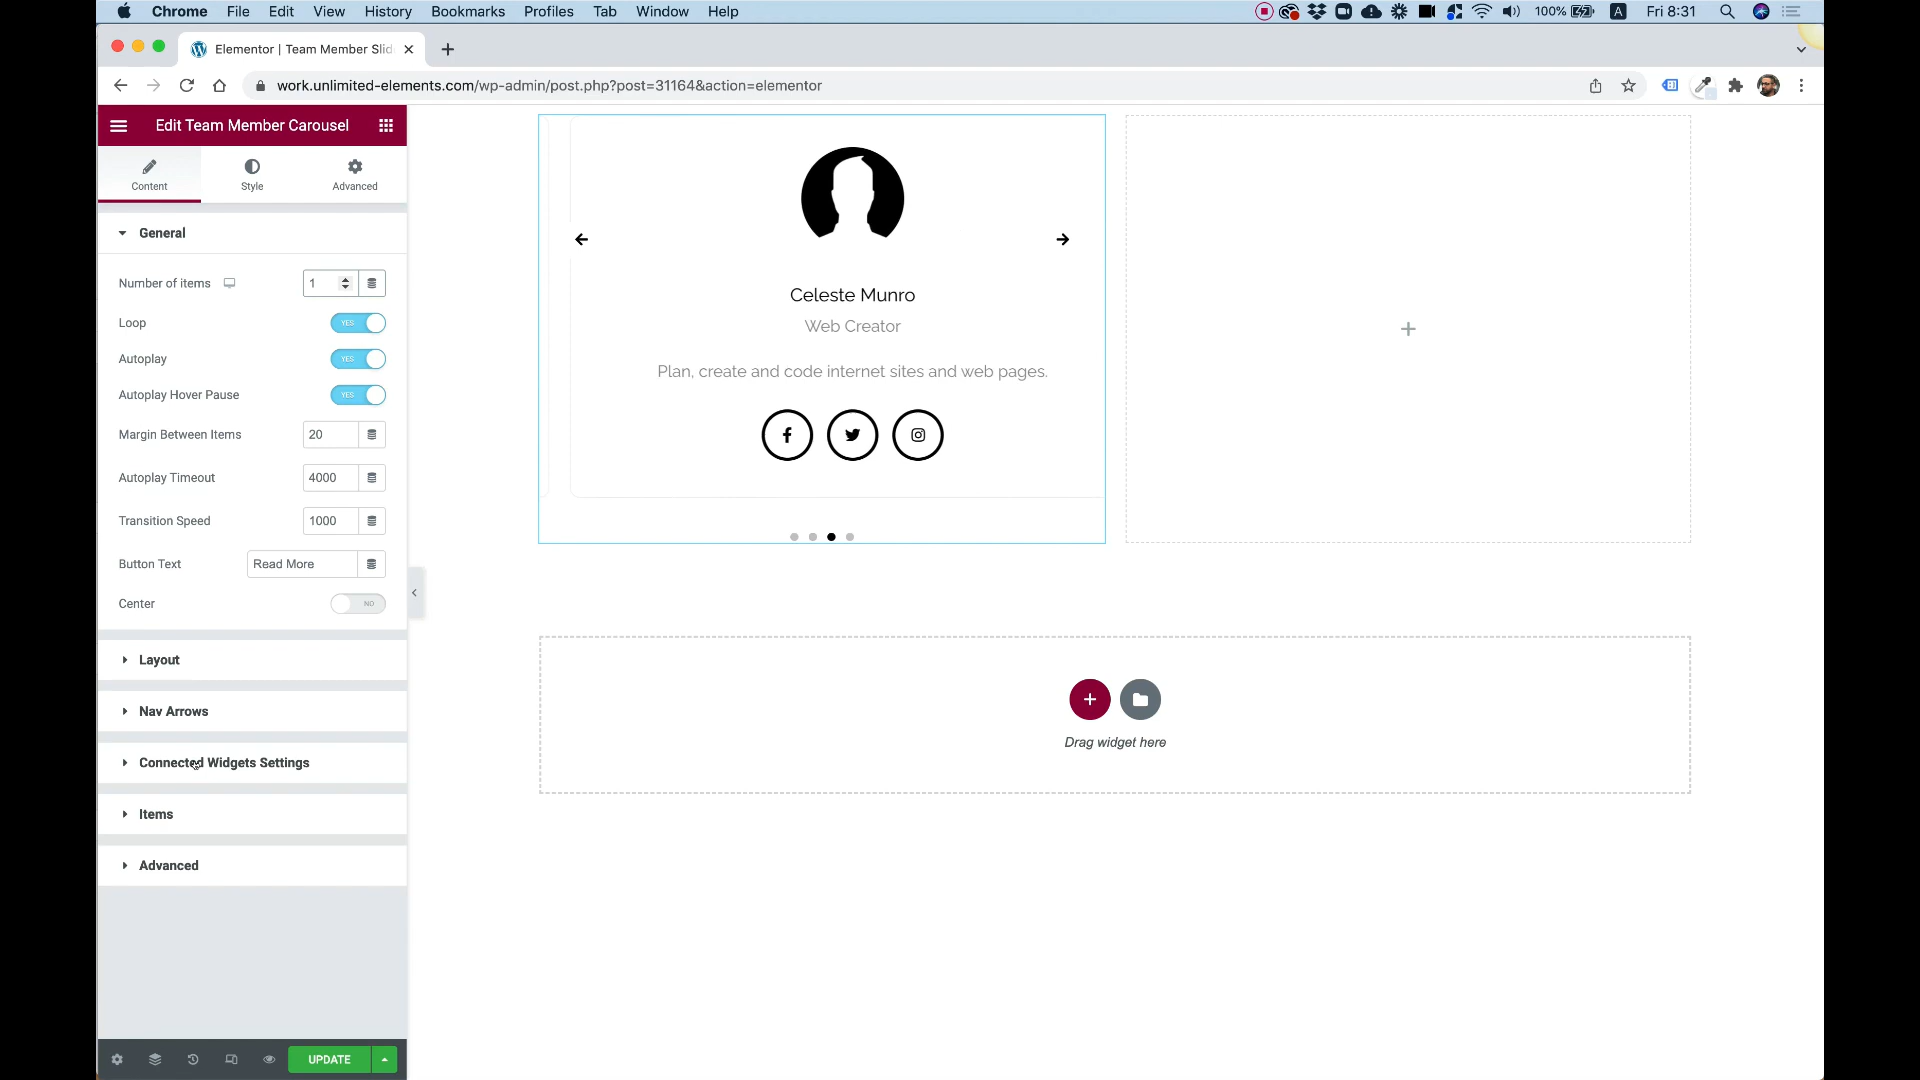 Chrome File Edit View History Bookmarks Profiles Tab Window Help 100% A Fri 8:31
Elementor | Team Member Slid
work.unlimited-elements.com/wp-admin/post.php?post=31164&action=elementor
Edit Team Member Carousel
Content Style Advanced
General
Number of items 1
Loop YES
Autoplay YES
Autoplay Hover Pause YES
Margin Between Items 20
Autoplay Timeout 4000
Transition Speed 1000
Button Text Read More
Center NO
Layout
Nav Arrows
Connected Widgets Settings
Items
Advanced
UPDATE
Celeste Munro
Web Creator
Plan, create and code internet sites and web pages.
Drag widget here